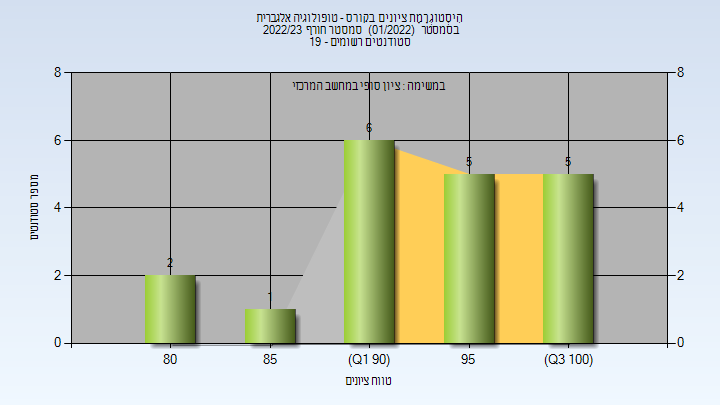 הִיסְטוֹגְרָמַת ציונים בקורס - טופולוגיה אלגברית
בסמסטר  (01/2022)  סמסטר חורף 2022/23
סטודנטים רשומים - 19
במשימה : ציון סופי במחשב המרכזי
8 8
6 6
4 4
2 2
0 0
2 1 6 5 5
מספר סטודנטים
80 85 (Q1 90) 95 (Q3 100)
טווח ציונים